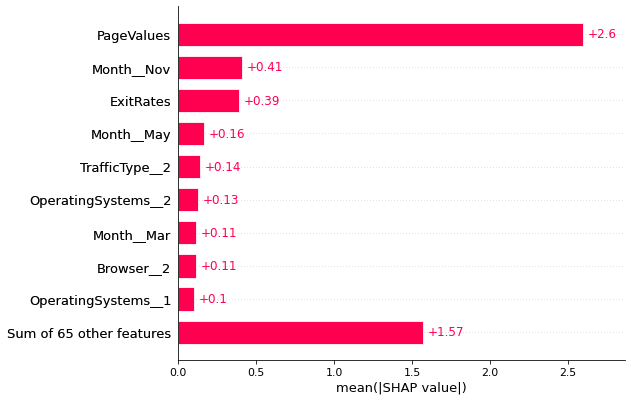 PageValues +2.6
Month__Nov +0.41
ExitRates +0.39
Month__May +0.16
TrafficType__2 +0.14
OperatingSystems__2 +0.13
Month__Mar +0.11
Browser__2 +0.11
OperatingSystems__1 +0.1
Sum of 65 other features +1.57
0.0 0.5 1.0 1.5 2.0 2.5
mean(|SHAP value|)